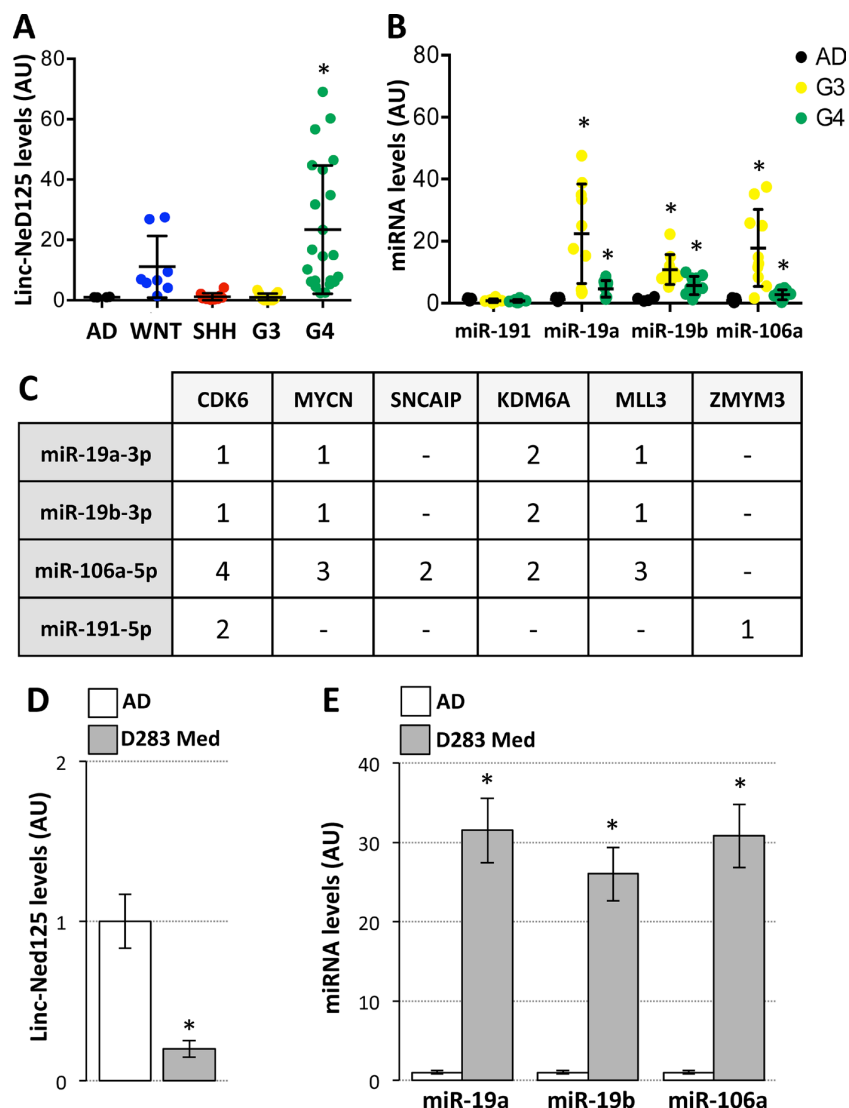 A
Linc-NeD125 levels (AU)
80
60
40
20
0
*
AD WNT SHH G3 G4
B
miRNA levels (AU)
80
60
40
20
0
* * * * * *
miR-191 miR-19a miR-19b miR-106a
AD
G3
G4
C
CDK6 MYCN SNCAIP KDM6A MLL3 ZMYM3
miR-19a-3p 1 1 - 2 1 -
miR-19b-3p 1 1 - 2 1 -
miR-106a-5p 4 3 2 2 3 -
miR-191-5p 2 - - - - 1
D
AD
D283 Med
Linc-Ned125 levels (AU)
2
1
0
*
E
AD
D283 Med
miRNA levels (AU)
40
30
20
10
0
* * *
miR-19a miR-19b miR-106a